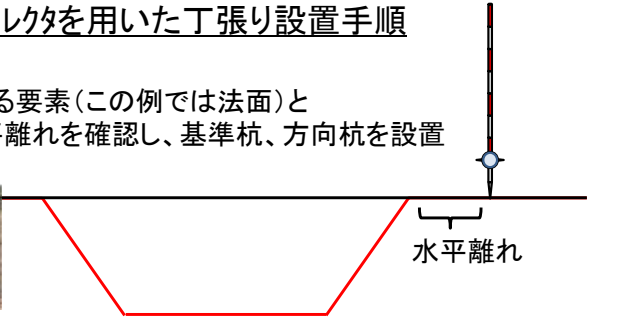 レクタを用いた丁張り設置手順
る要素(この例では法面)と
離れを確認し、基準杭、方向杭を設置
水平離れ